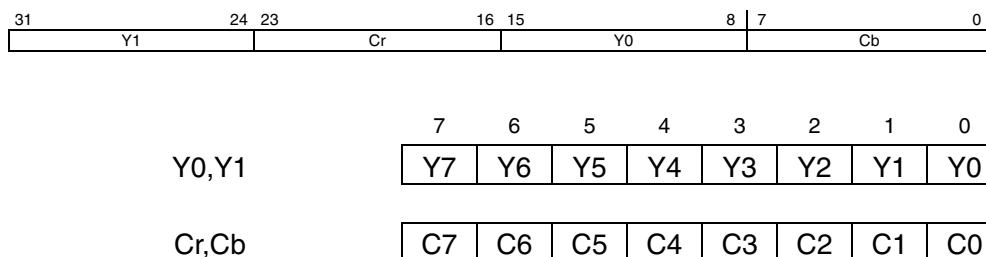 31 24 23 16 15 8 7 0
Y1 Cr Y0 Cb
7 6 5 4 3 2 1 0
Y0,Y1 Y7 Y6 Y5 Y4 Y3 Y2 Y1 Y0
Cr,Cb C7 C6 C5 C4 C3 C2 C1 C0